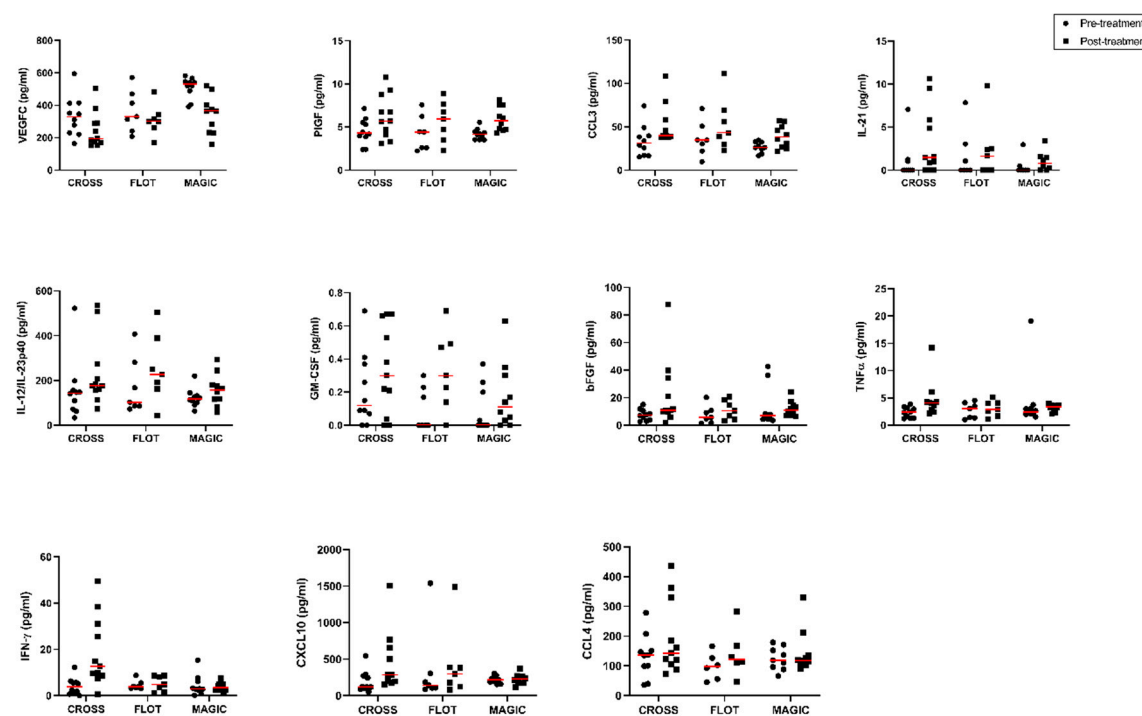 Pre-treatment
Post-treatment
VEGFC (pg/ml)
800
600
400
200
0
CROSS FLOT MAGIC
PlGF (pg/ml)
15
10
5
0
CROSS FLOT MAGIC
CCL3 (pg/ml)
150
100
50
0
CROSS FLOT MAGIC
IL-21 (pg/ml)
15
10
5
0
CROSS FLOT MAGIC
IL-12/IL-23p40 (pg/ml)
600
400
200
0
CROSS FLOT MAGIC
GM-CSF (pg/ml)
0.8
0.6
0.4
0.2
0.0
CROSS FLOT MAGIC
bFGF (pg/ml)
100
80
60
40
20
0
CROSS FLOT MAGIC
TNFα (pg/ml)
25
20
15
10
5
0
CROSS FLOT MAGIC
IFN-γ (pg/ml)
60
40
20
0
CROSS FLOT MAGIC
CXCL10 (pg/ml)
2000
1500
1000
500
0
CROSS FLOT MAGIC
CCL4 (pg/ml)
500
400
300
200
100
0
CROSS FLOT MAGIC